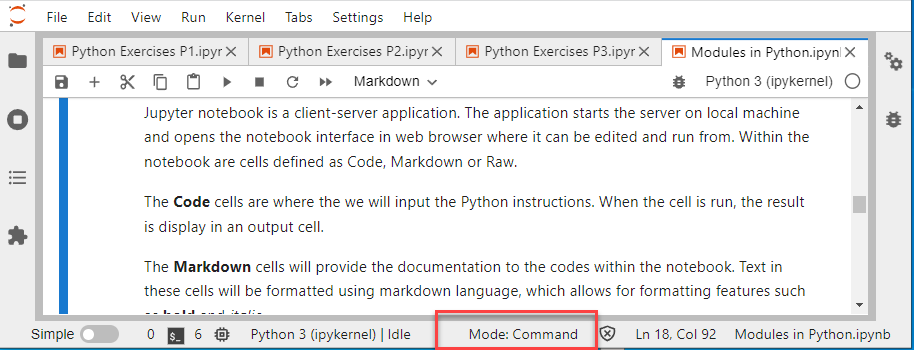 File Edit View Run Kernel Tabs Settings Help
Python Exercises P1.ipyr Python Exercises P2.ipyr Python Exercises P3.ipyr Modules in Python.ipynl
Markdown Python 3 (ipykernel)
Jupyter notebook is a client-server application. The application starts the server on local machine
and opens the notebook interface in web browser where it can be edited and run from. Within the
notebook are cells defined as Code, Markdown or Raw.
The Code cells are where the we will input the Python instructions. When the cell is run, the result
is display in an output cell.
The Markdown cells will provide the documentation to the codes within the notebook. Text in
these cells will be formatted using markdown language, which allows for formatting features such
as bold and italic
Simple 0 $_ 6 Python 3 (ipykernel) | Idle Mode: Command Ln 18, Col 92 Modules in Python.ipynb